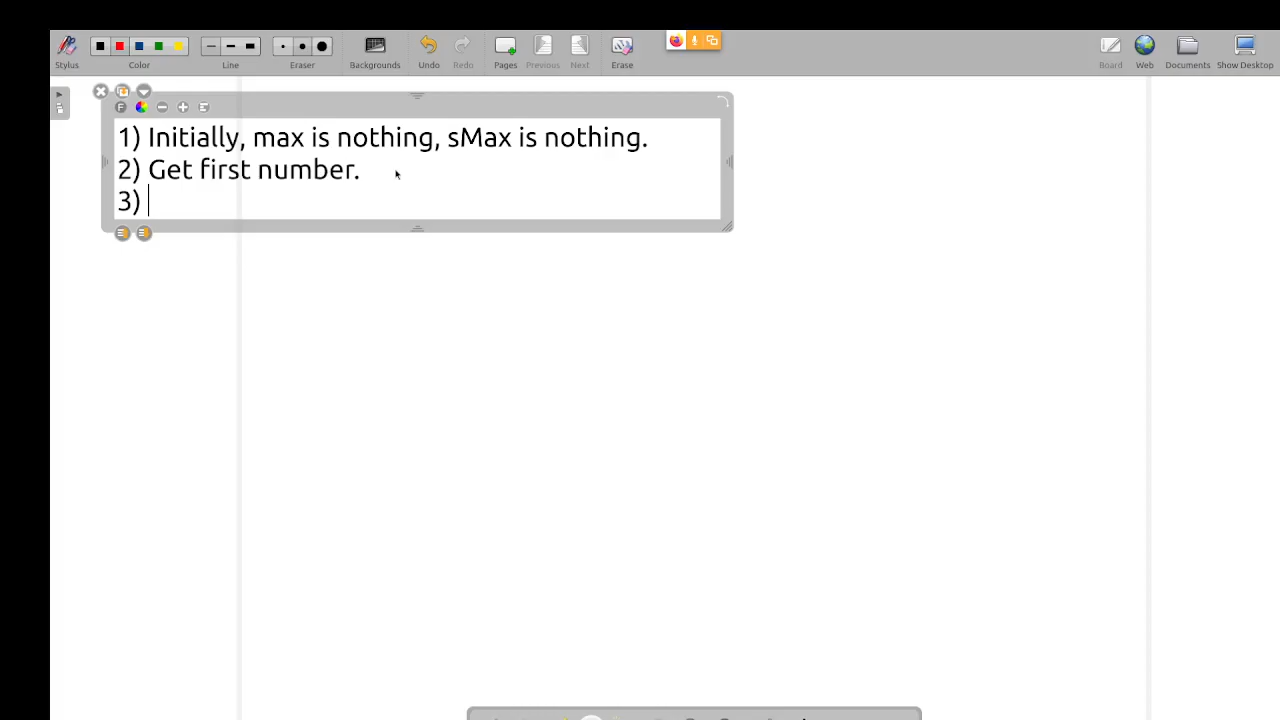 Stylus
Color
Line
Eraser
Backgrounds
Undo
Redo
Pages
Previous
Next
Erase
Board
Web
Documents
Show Desktop
1) Initially, max is nothing, sMax is nothing.
2) Get first number.
3)